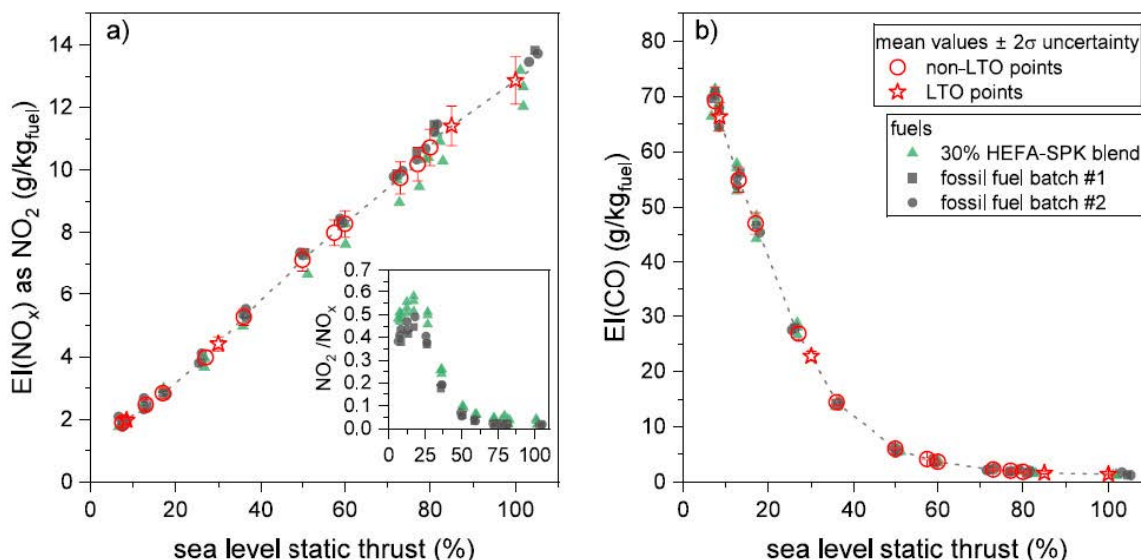 a)
EI(NOₓ) as NO₂ (g/kg_fuel)
14
12
10
8
6
4
2
0
0 20 40 60 80 100
sea level static thrust (%)
NO₂ /NOₓ
0.7
0.6
0.5
0.4
0.3
0.2
0.1
0.0
0 25 50 75 100
b)
EI(CO) (g/kg_fuel)
80
70
60
50
40
30
20
10
0
0 20 40 60 80 100
sea level static thrust (%)
mean values ± 2σ uncertainty
non-LTO points
LTO points
fuels
30% HEFA-SPK blend
fossil fuel batch #1
fossil fuel batch #2